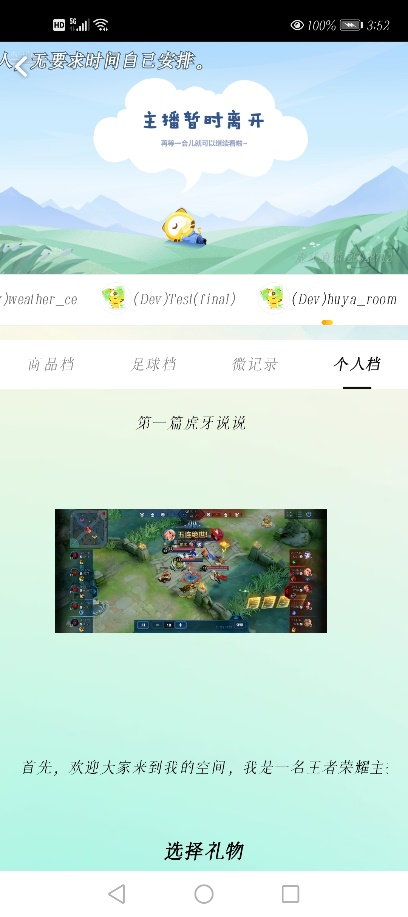 HD 5G 100% 3:52
人，无要求时间自己安排。
主播暂时离开
再等一会儿就可以继续看啦~
)weather_ce (Dev)Test(final) (Dev)huya_room
商品档 足球档 微记录 个人档
第一篇虎牙说说
五连绝世!
首先，欢迎大家来到我的空间，我是一名王者荣耀主
选择礼物